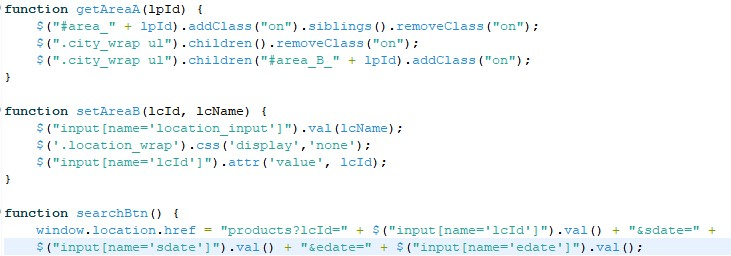 function getAreaA(lpId) {
    $("#area_" + lpId).addClass("on").siblings().removeClass("on");
    $(".city_wrap ul").children().removeClass("on");
    $(".city_wrap ul").children("#area_B_" + lpId).addClass("on");
}
function setAreaB(lcId, lcName) {
    $("input[name='location_input']").val(lcName);
    $('.location_wrap').css('display','none');
    $("input[name='lcId']").attr('value', lcId);
}
function searchBtn() {
    window.location.href = "products?lcId=" + $("input[name='lcId']").val() + "&sdate=" +
    $("input[name='sdate']").val() + "&edate=" + $("input[name='edate']").val();